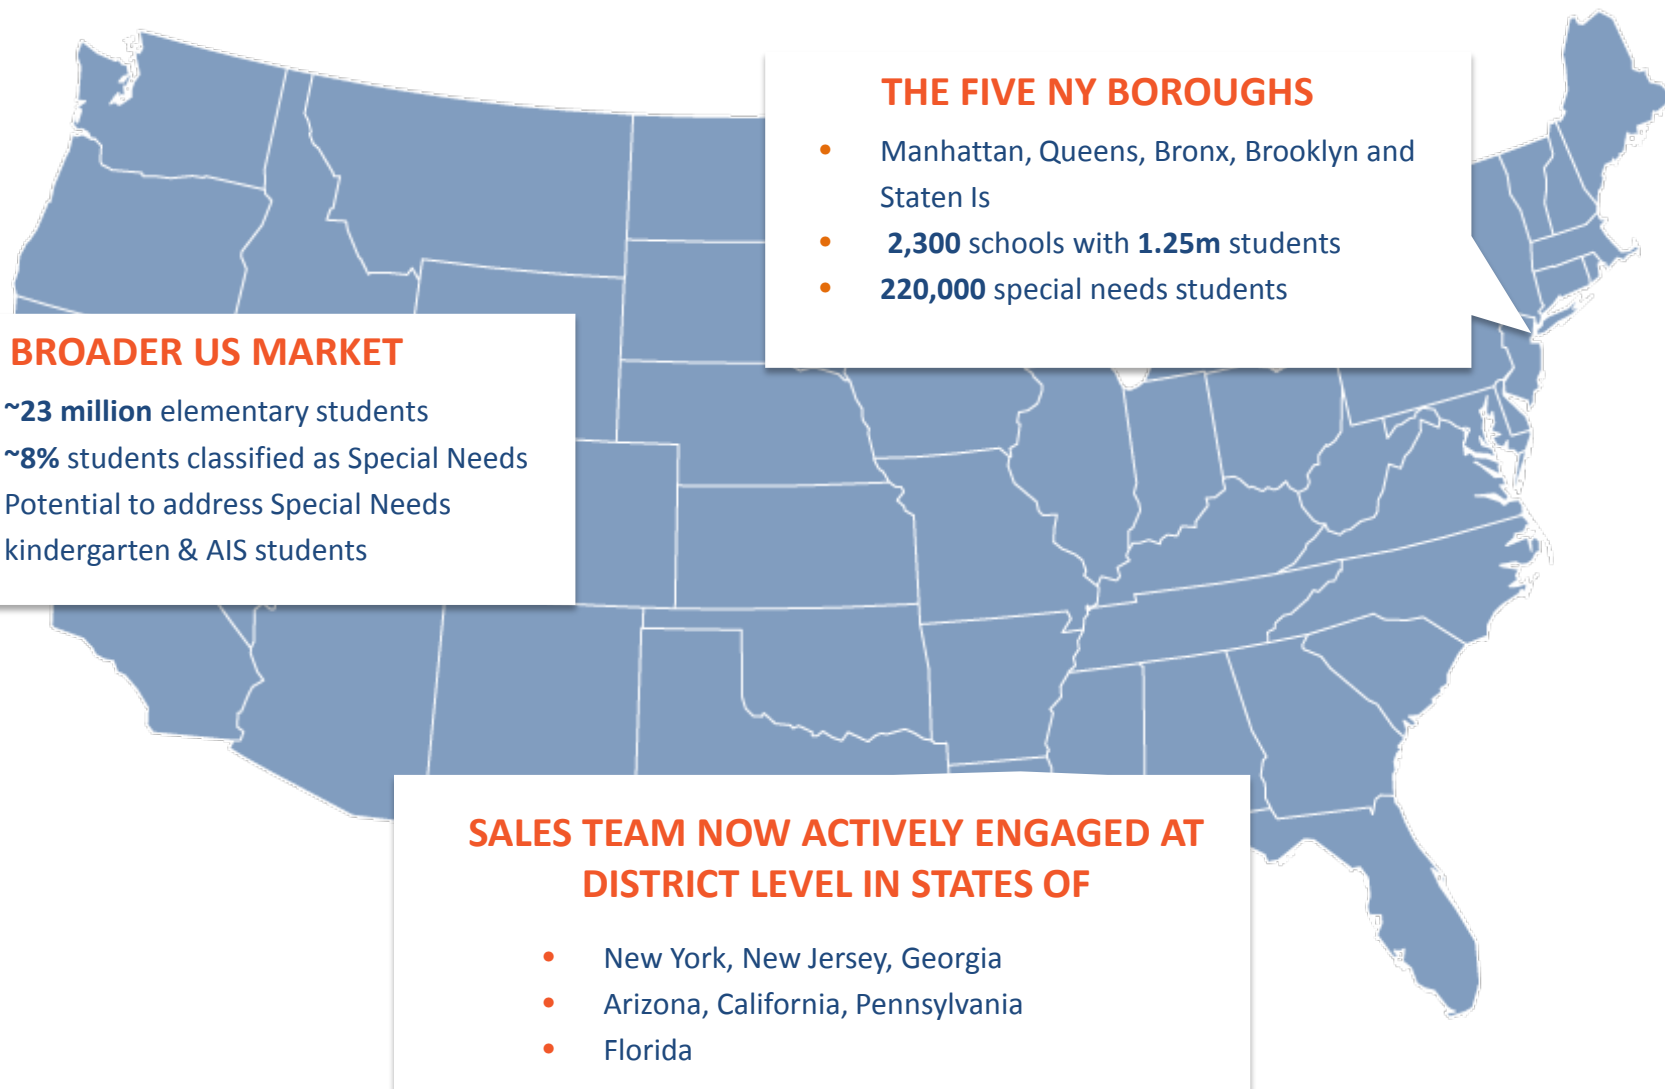 THE FIVE NY BOROUGHS
• Manhattan, Queens, Bronx, Brooklyn and
Staten Is
• 2,300 schools with 1.25m students
• 220,000 special needs students
BROADER US MARKET
~23 million elementary students
~8% students classified as Special Needs
Potential to address Special Needs
kindergarten & AIS students
SALES TEAM NOW ACTIVELY ENGAGED AT
DISTRICT LEVEL IN STATES OF
• New York, New Jersey, Georgia
• Arizona, California, Pennsylvania
• Florida